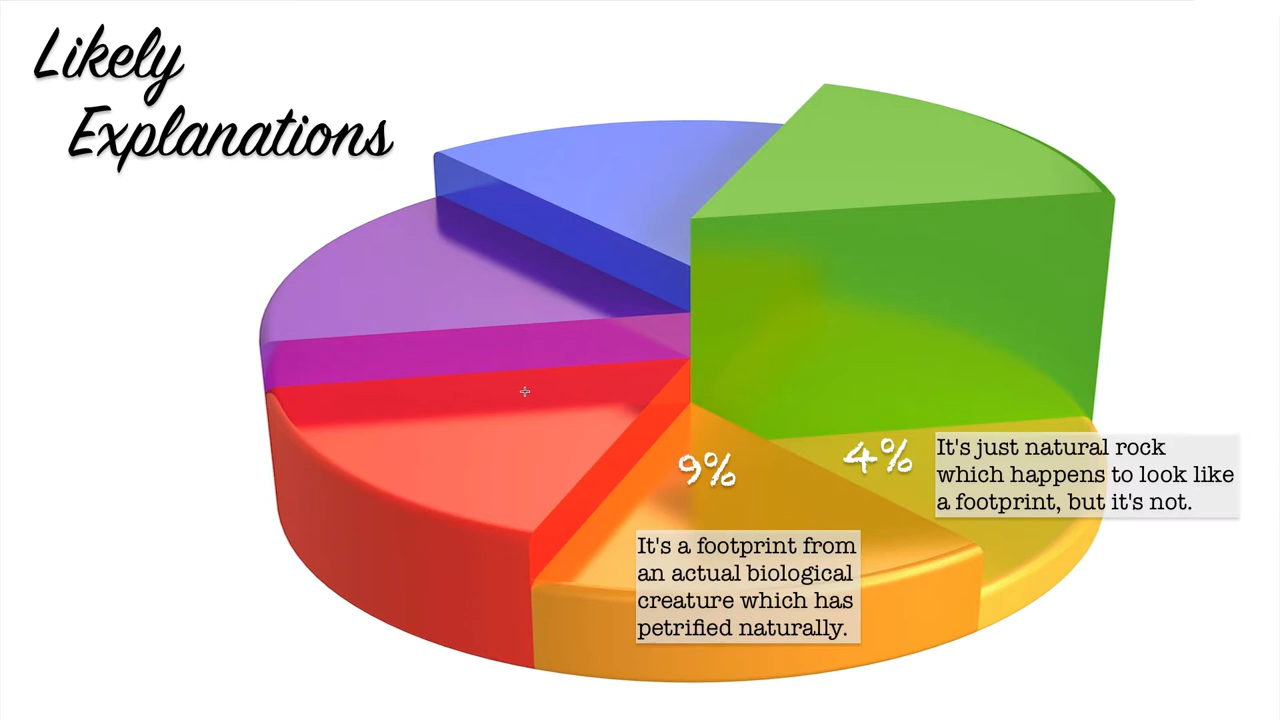 Likely
Explanations
9%
4%
It's just natural rock
which happens to look like
a footprint, but it's not.
It's a footprint from
an actual biological
creature which has
petrified naturally.